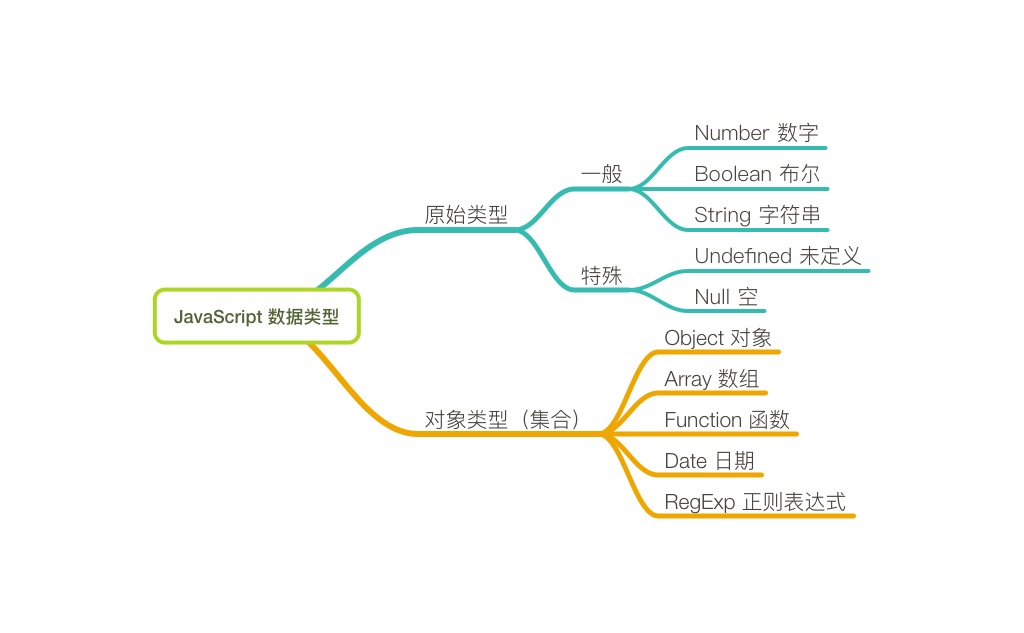 JavaScript 数据类型
原始类型
一般
Number 数字
Boolean 布尔
String 字符串
特殊
Undefined 未定义
Null 空
对象类型（集合）
Object 对象
Array 数组
Function 函数
Date 日期
RegExp 正则表达式